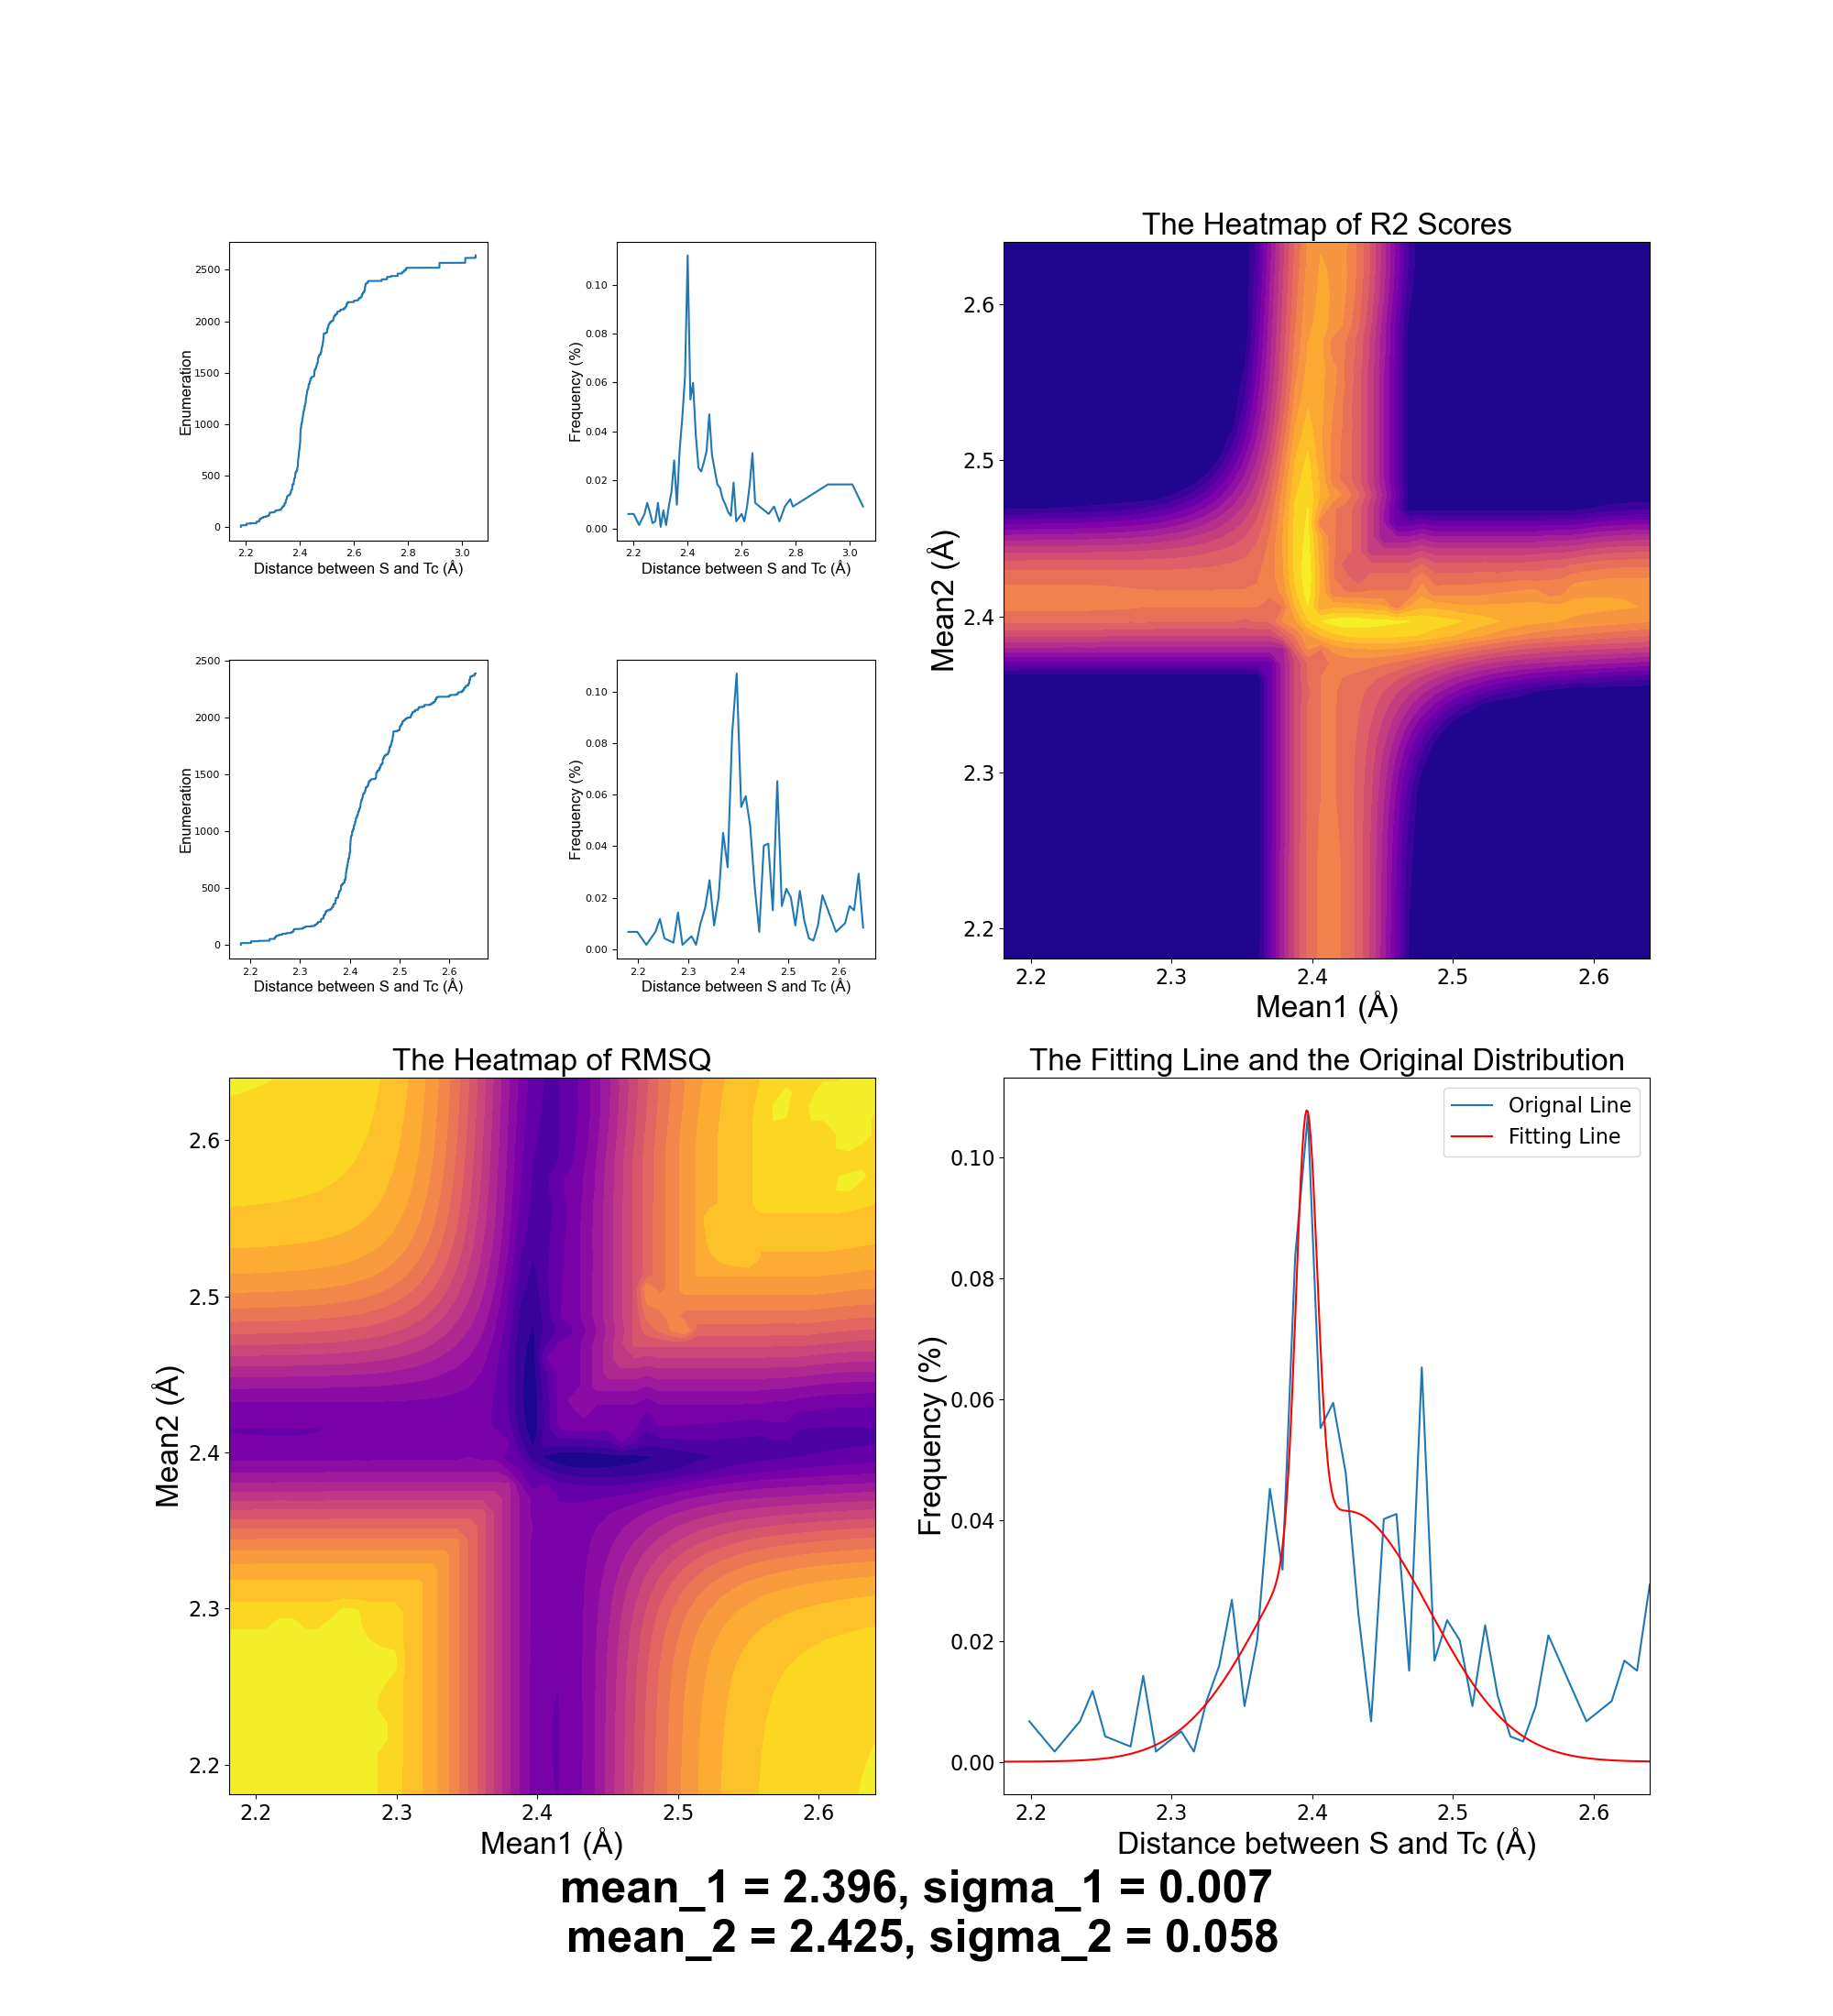 Enumeration
2500
2000
1500
1000
500
0
2.2 2.4 2.6 2.8 3.0
Distance between S and Tc (Å)
Frequency (%)
0.10
0.08
0.06
0.04
0.02
0.00
2.2 2.4 2.6 2.8 3.0
Distance between S and Tc (Å)
The Heatmap of R2 Scores
Mean2 (Å)
2.6
2.5
2.4
2.3
2.2
2.2 2.3 2.4 2.5 2.6
Mean1 (Å)
Enumeration
2500
2000
1500
1000
500
0
2.2 2.3 2.4 2.5 2.6
Distance between S and Tc (Å)
Frequency (%)
0.10
0.08
0.06
0.04
0.02
0.00
2.2 2.3 2.4 2.5 2.6
Distance between S and Tc (Å)
The Heatmap of RMSQ
Mean2 (Å)
2.6
2.5
2.4
2.3
2.2
2.2 2.3 2.4 2.5 2.6
Mean1 (Å)
The Fitting Line and the Original Distribution
Orignal Line
Fitting Line
Frequency (%)
0.10
0.08
0.06
0.04
0.02
0.00
2.2 2.3 2.4 2.5 2.6
Distance between S and Tc (Å)
mean_1 = 2.396, sigma_1 = 0.007
mean_2 = 2.425, sigma_2 = 0.058